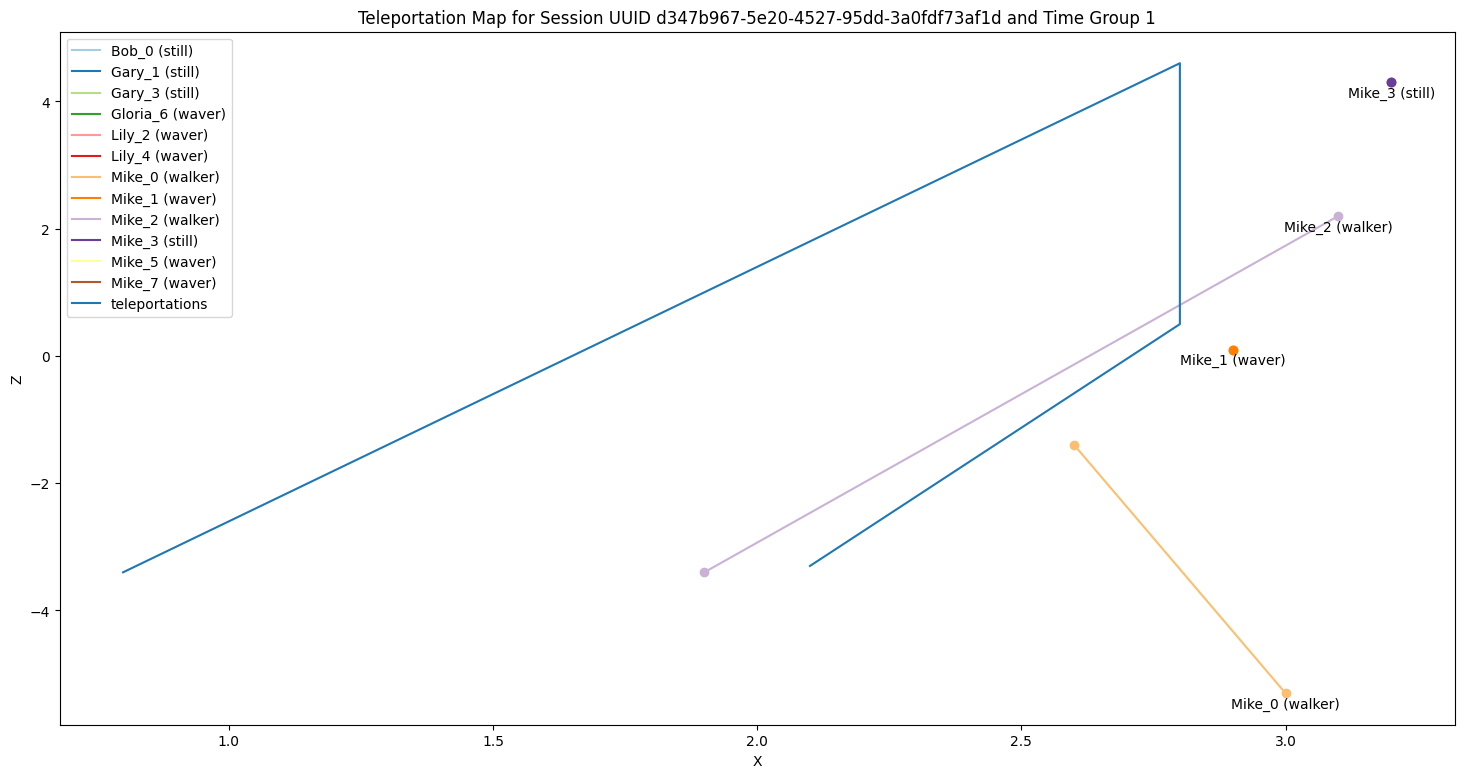 Teleportation Map for Session UUID d347b967-5e20-4527-95dd-3a0fdf73af1d and Time Group 1
Bob_0 (still)
Gary_1 (still)
Gary_3 (still)
Gloria_6 (waver)
Lily_2 (waver)
Lily_4 (waver)
Mike_0 (walker)
Mike_1 (waver)
Mike_2 (walker)
Mike_3 (still)
Mike_5 (waver)
Mike_7 (waver)
teleportations
Mike_3 (still)
Mike_2 (walker)
Mike_1 (waver)
Mike_0 (walker)
Z
4
2
0
−2
−4
1.0 1.5 2.0 2.5 3.0
X